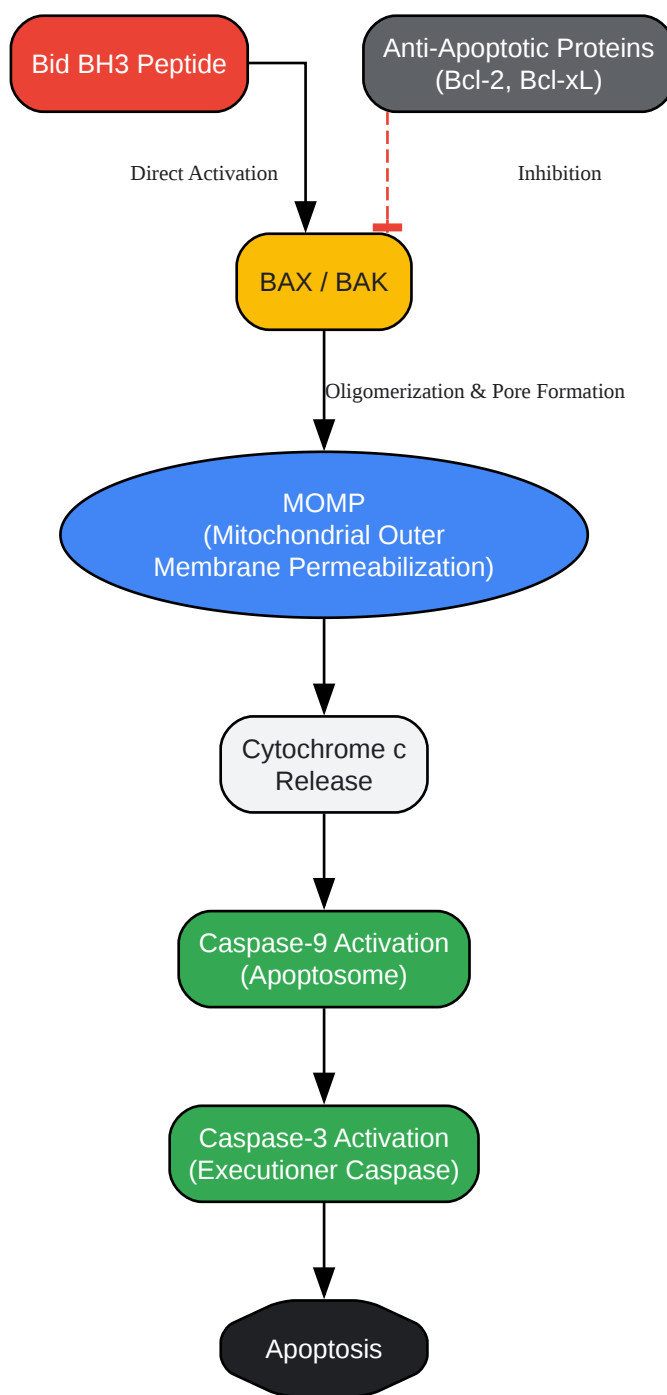 Bid BH3 Peptide
Anti-Apoptotic Proteins
(Bcl-2, Bcl-xL)
Direct Activation
Inhibition
BAX / BAK
Oligomerization & Pore Formation
MOMP
(Mitochondrial Outer
Membrane Permeabilization)
Cytochrome c
Release
Caspase-9 Activation
(Apoptosome)
Caspase-3 Activation
(Executioner Caspase)
Apoptosis